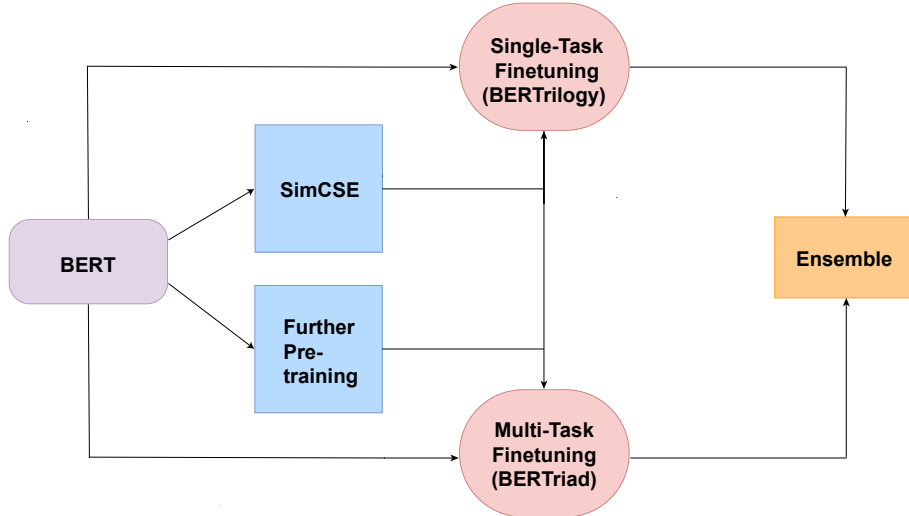 Single-Task
Finetuning
(BERTrilogy)
SimCSE
BERT
Ensemble
Further
Pre-
training
Multi-Task
Finetuning
(BERTriad)